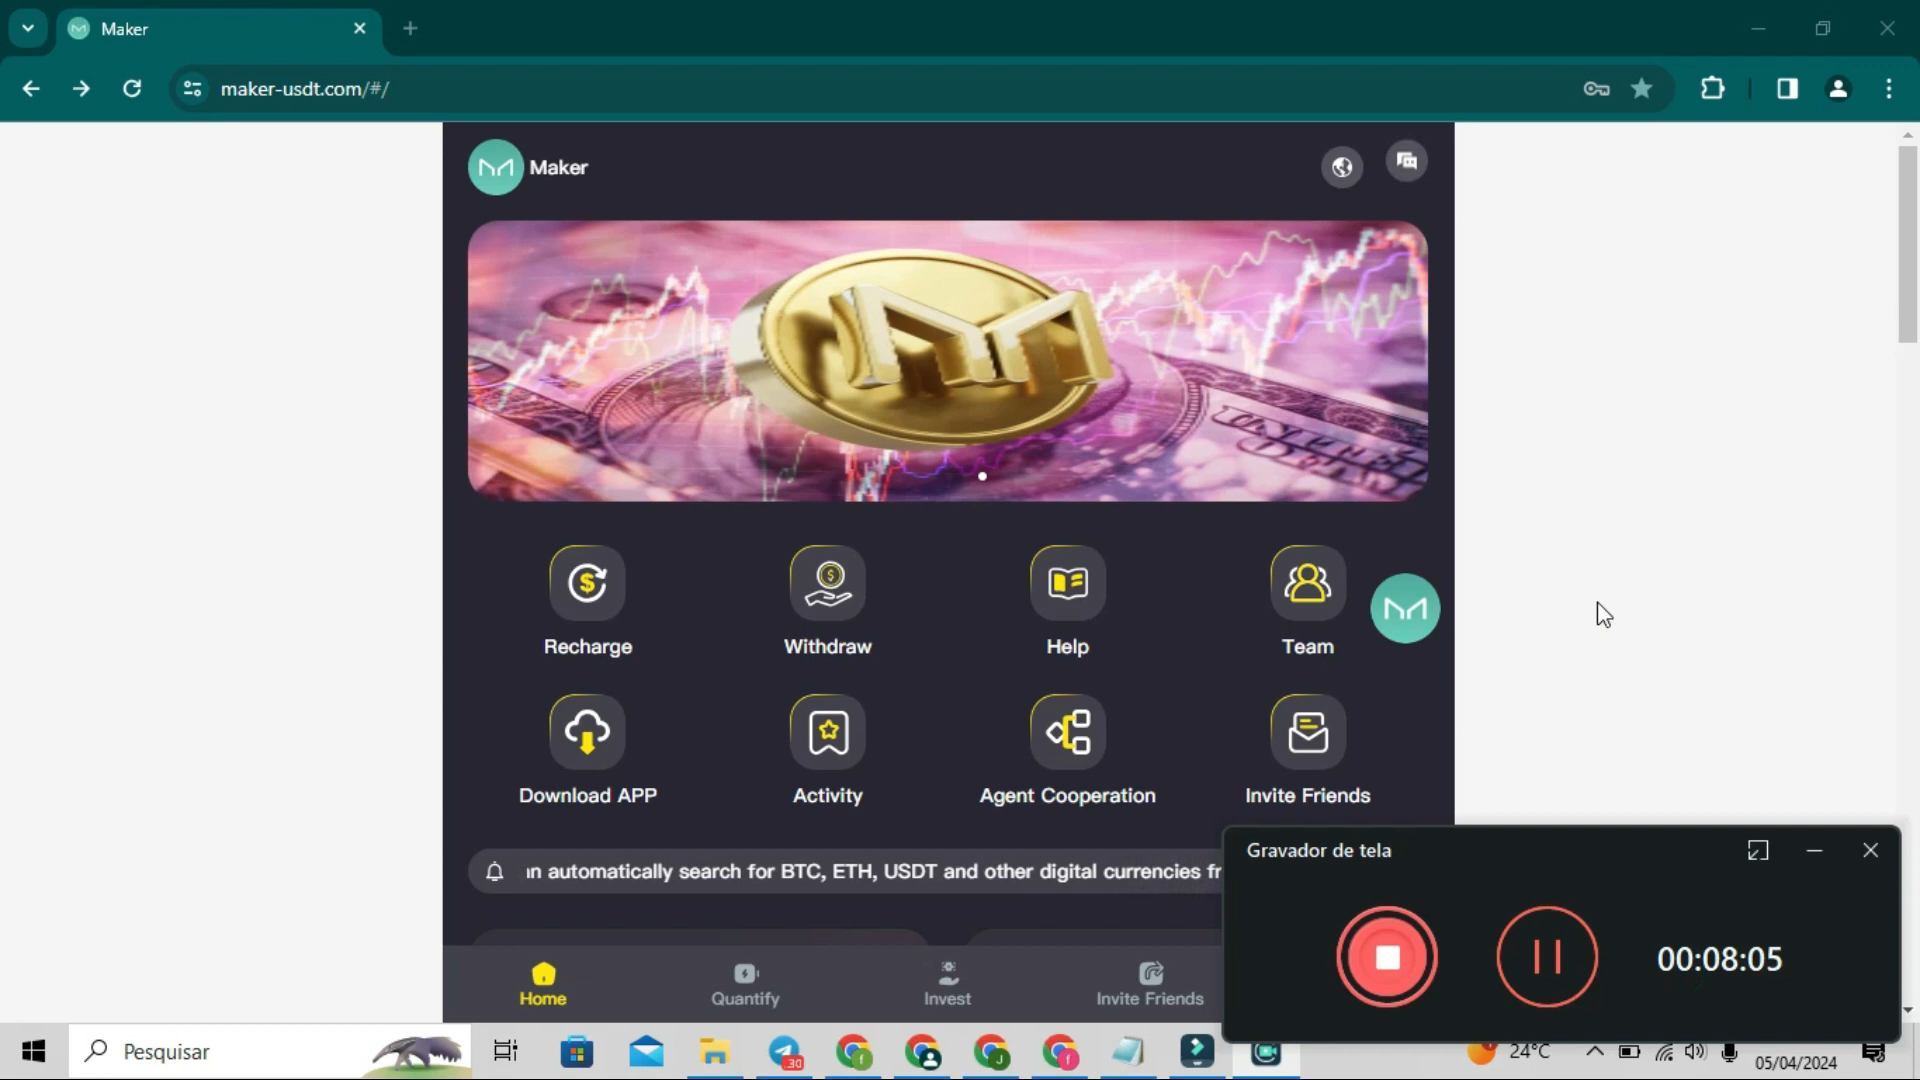 Maker
maker-usdt.com/#/
Maker
Recharge
Withdraw
Help
Team
Download APP
Activity
Agent Cooperation
Invite Friends
automatically search for BTC, ETH, USDT and other digital currencies
Gravador de tela
00:08:05
Home
Quantify
Invest
Invite Friends
Pesquisar
30
24°C
05/04/2024